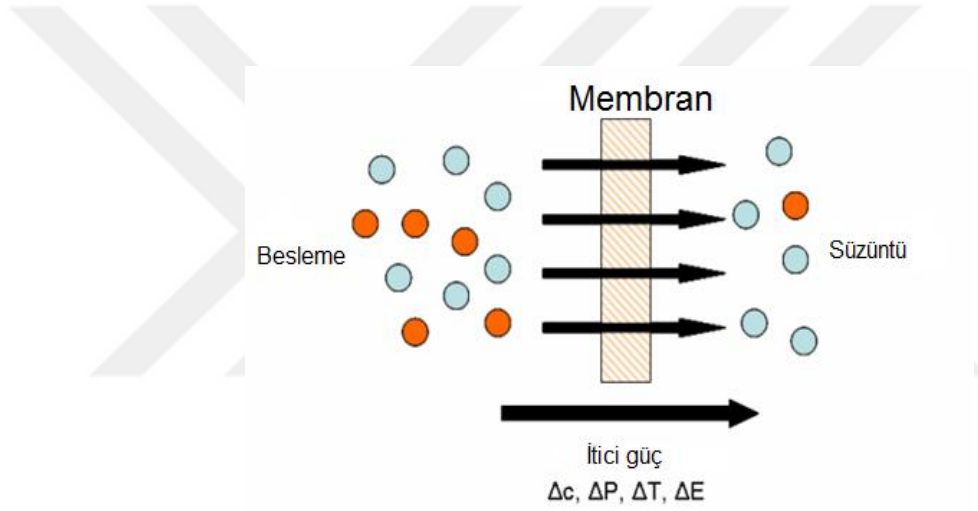 Membran
Besleme
Süzüntü
İtici güç
Δc, ΔP, ΔT, ΔE